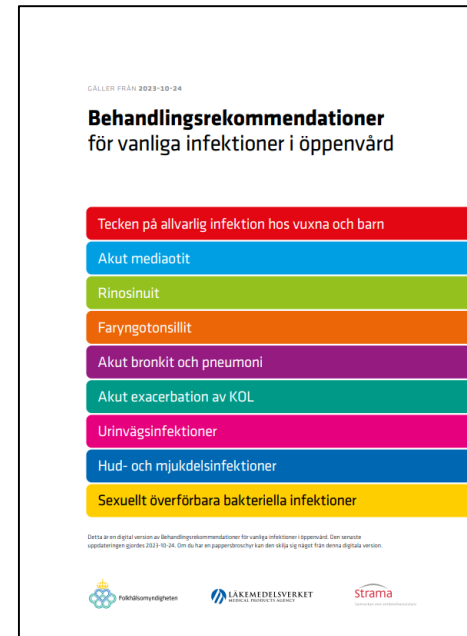 GÄLLER FRÅN 2023-10-24
Behandlingsrekommendationer
för vanliga infektioner i öppenvård
Tecken på allvarlig infektion hos vuxna och barn
Akut mediaotit
Rinosinuit
Faryngotonsillit
Akut bronkit och pneumoni
Akut exacerbation av KOL
Urinvägsinfektioner
Hud- och mjukdelsinfektioner
Sexuellt överförbara bakteriella infektioner
Detta är en digital version av Behandlingsrekommendationer för vanliga infektioner i öppenvård. Den senaste
uppdateringen gjordes 2023-10-24. Om du har en pappersbroschyr kan den skilja sig något från denna digitala version.
Folkhälsomyndigheten
LÄKEMEDELSVERKET
MEDICAL PRODUCTS AGENCY
Strama